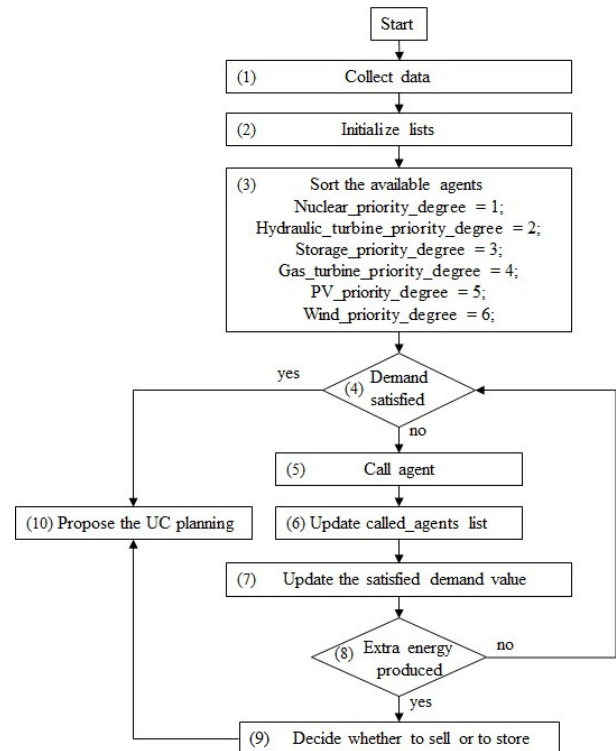 Start
(1) Collect data
(2) Initialize lists
(3) Sort the available agents
Nuclear_priority_degree = 1;
Hydraulic_turbine_priority_degree = 2;
Storage_priority_degree = 3;
Gas_turbine_priority_degree = 4;
PV_priority_degree = 5;
Wind_priority_degree = 6;
yes
(4) Demand
satisfied
no
(5) Call agent
(10) Propose the UC planning
(6) Update called_agents list
(7) Update the satisfied demand value
(8) Extra energy
produced
no
yes
(9) Decide whether to sell or to store